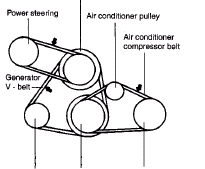 Power steering
Air conditioner pulley
Air conditioner
compressor belt
Generator
V - belt